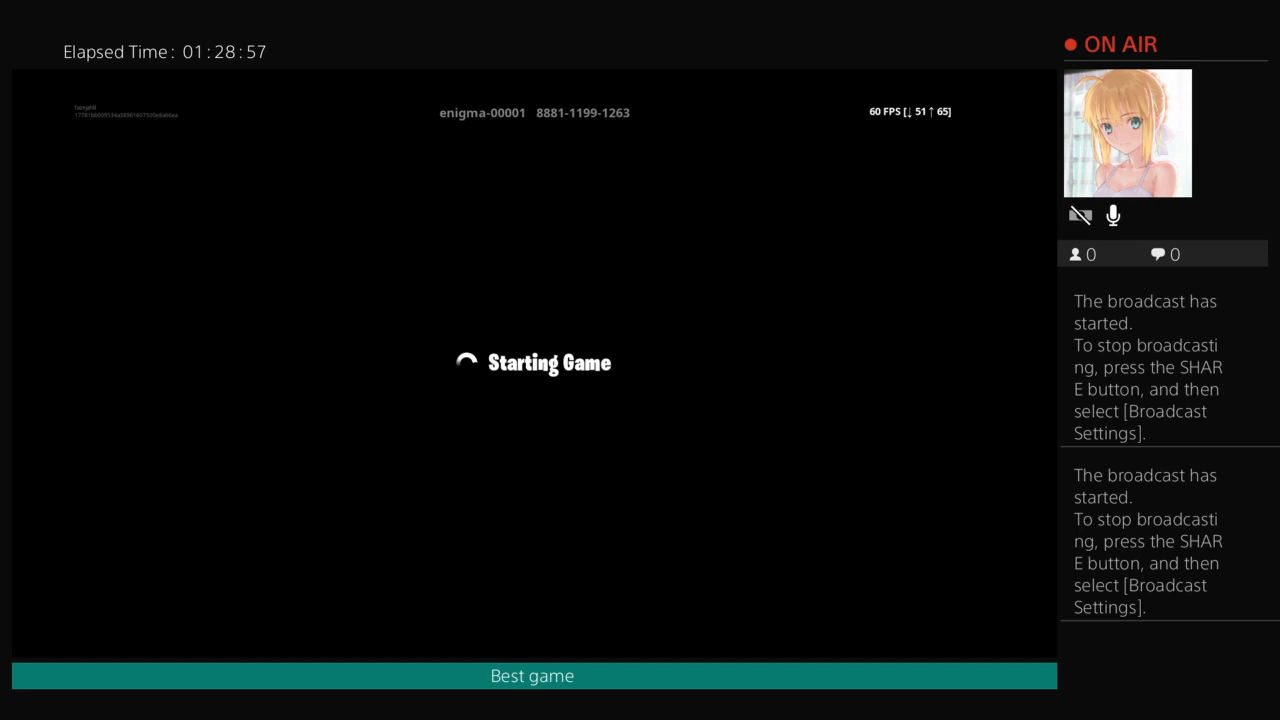 Elapsed Time: 01:28:57
ON AIR
enigma-00001 8881-1199-1263
60 FPS [↓ 51 ↑ 65]
0 0
Starting Game
The broadcast has
started.
To stop broadcasti
ng, press the SHAR
E button, and then
select [Broadcast
Settings].
The broadcast has
started.
To stop broadcasti
ng, press the SHAR
E button, and then
select [Broadcast
Settings].
Best game